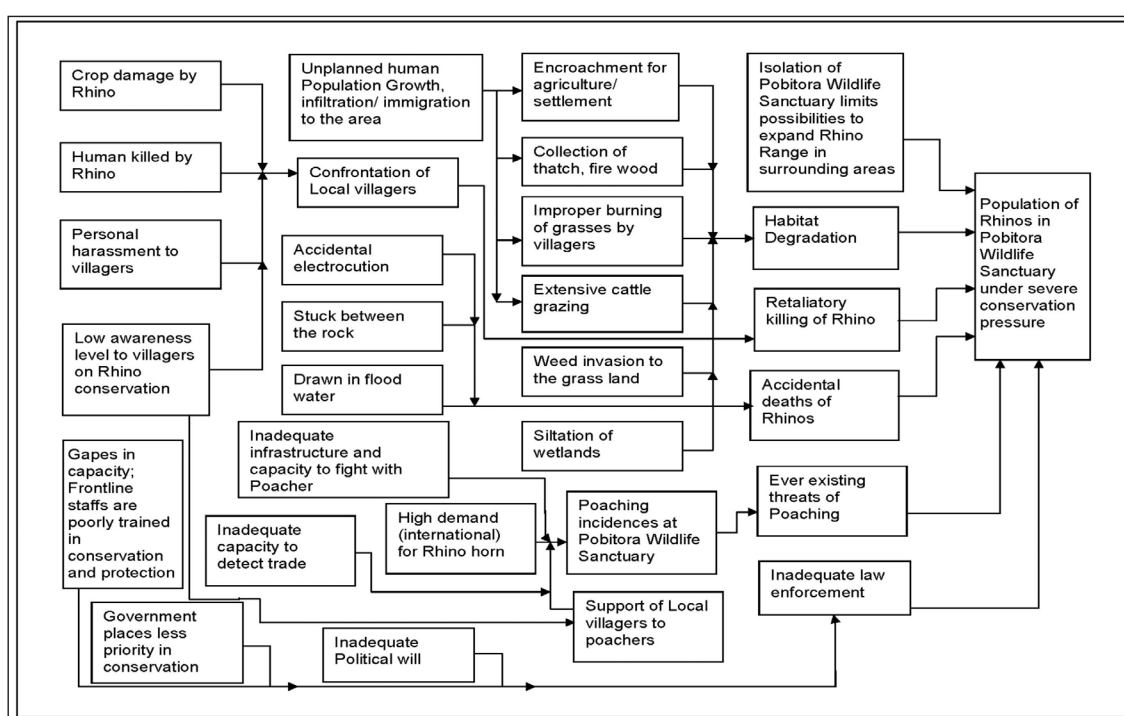 Crop damage by
Rhino
Human killed by
Rhino
Personal
harassment to
villagers
Low awareness
level to villagers
on Rhino
conservation
Gapes in
capacity;
Frontline
staffs are
poorly trained
in
conservation
and protection
Unplanned human
Population Growth,
infiltration/ immigration
to the area
Confrontation of
Local villagers
Accidental
electrocution
Stuck between
the rock
Drawn in flood
water
Inadequate
infrastructure and
capacity to fight with
Poacher
Inadequate
capacity to
detect trade
High demand
(international)
for Rhino horn
Government
places less
priority in
conservation
Inadequate
Political will
Encroachment for
agriculture/
settlement
Collection of
thatch, fire wood
Improper burning
of grasses by
villagers
Extensive cattle
grazing
Weed invasion to
the grass land
Siltation of
wetlands
Poaching
incidences at
Pobitora Wildlife
Sanctuary
Support of Local
villagers to
poachers
Isolation of
Pobitora Wildlife
Sanctuary limits
possibilities to
expand Rhino
Range in
surrounding areas
Habitat
Degradation
Retaliatory
killing of Rhino
Accidental
deaths of
Rhinos
Ever existing
threats of
Poaching
Inadequate law
enforcement
Population of
Rhinos in
Pobitora
Wildlife
Sanctuary
under severe
conservation
pressure